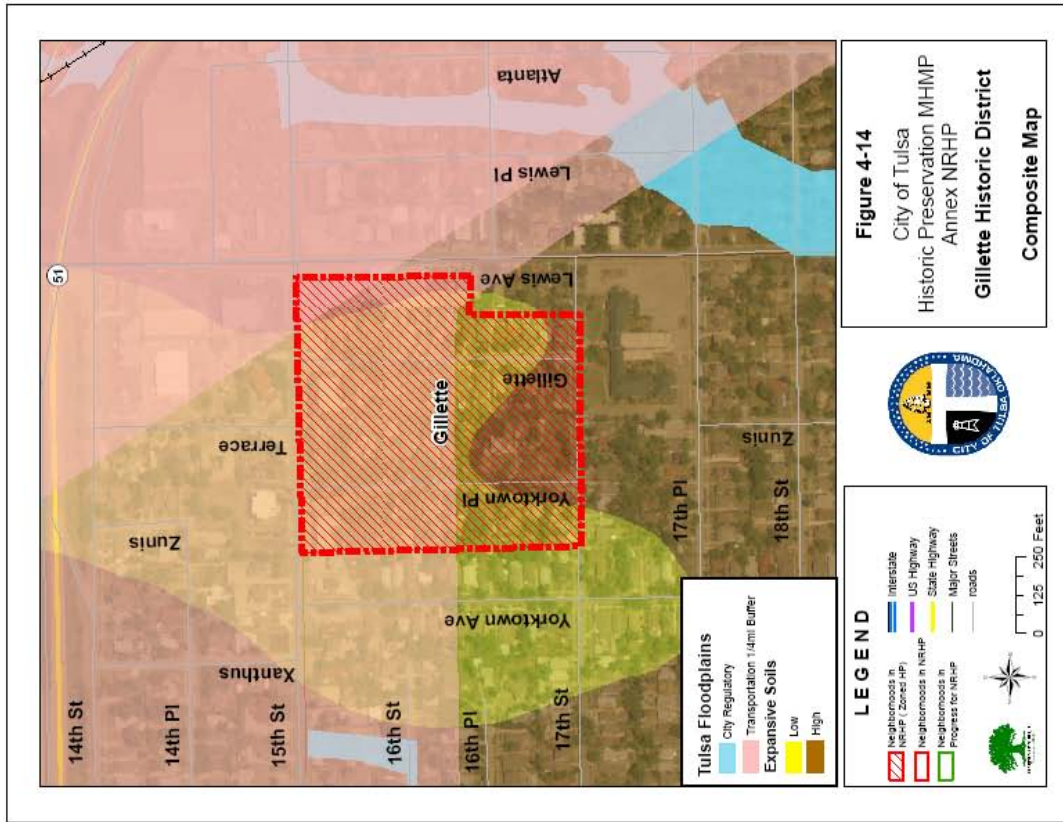 51
14th St
14th Pl
15th St
16th St
16th Pl
17th St
17th Pl
18th St
Xanthus
Zunis
Terrace
Yorktown Ave
Yorktown Pl
Gillette
Gillette
Zunis
Lewis Ave
Lewis Pl
Atlanta
Tulsa Floodplains
City Regulatory
Transportation 1/4mi Buffer
Expansive Soils
Low
High
LEGEND
Neighborhoods in
NRHP ( Zoned HP)
Neighborhoods in NRHP
Neighborhoods in
Progress for NRHP
Interstate
US Highway
State Highway
Major Streets
roads
0 125 250 Feet
CITY OF TULSA OKLAHOMA
Figure 4-14
City of Tulsa
Historic Preservation MHMP
Annex NRHP
Gillette Historic District
Composite Map